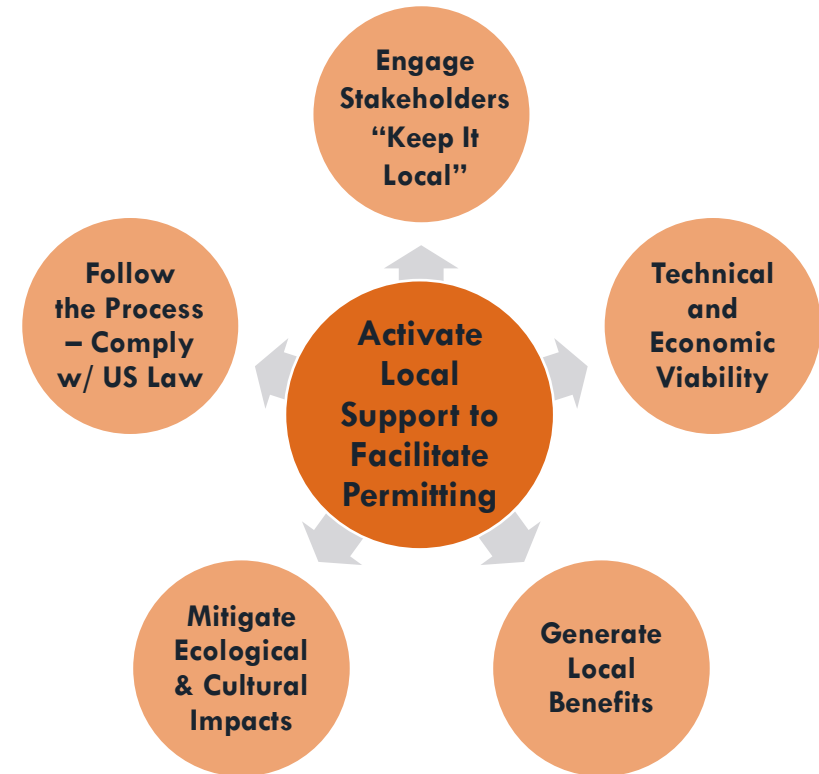 Engage
Stakeholders
“Keep It
Local”
Follow
the Process
– Comply
w/ US Law
Technical
and
Economic
Viability
Activate
Local
Support to
Facilitate
Permitting
Mitigate
Ecological
& Cultural
Impacts
Generate
Local
Benefits